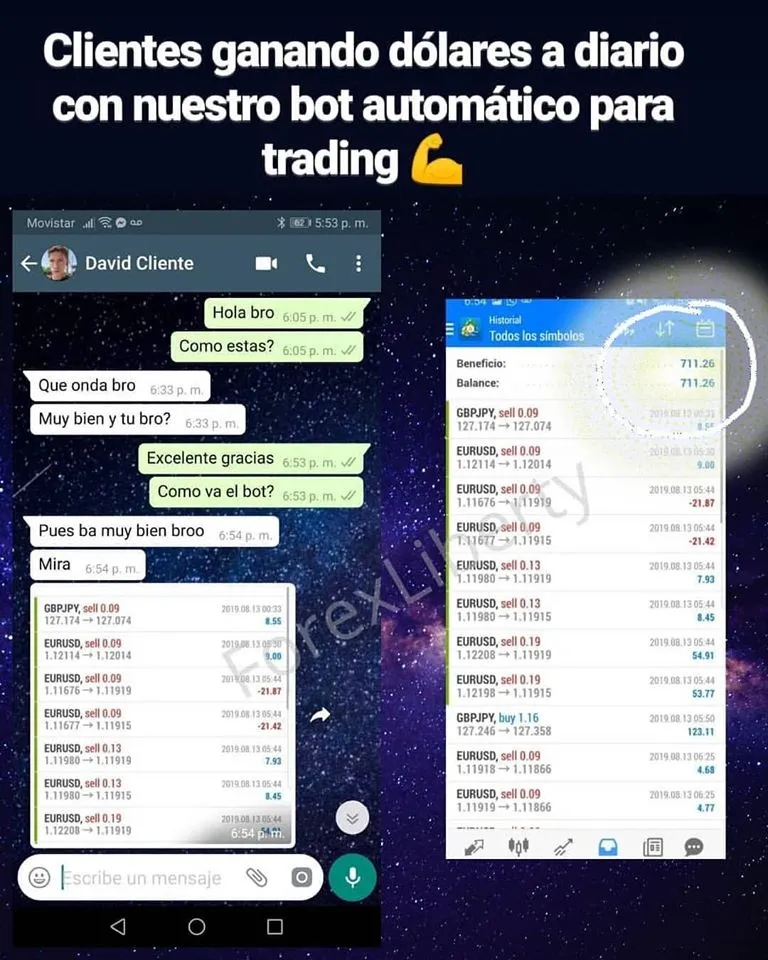 Clientes ganando dólares a diario
con nuestro bot automático para
trading 💪
Movistar
62 5:53 p. m.
David Cliente
Hola bro 6:05 p. m.
Como estas? 6:05 p. m.
Que onda bro 6:33 p. m.
Muy bien y tu bro? 6:33 p. m.
Excelente gracias 6:53 p. m.
Como va el bot? 6:53 p. m.
Pues ba muy bien broo 6:54 p. m.
Mira 6:54 p. m.
GBPJPY, sell 0.09 2019.08.13 00:33
127.174 → 127.074 8.55
EURUSD, sell 0.09 2019.08.13 05:30
1.12114 → 1.12014 9.00
EURUSD, sell 0.09 2019.08.13 05:44
1.11676 → 1.11919 -21.87
EURUSD, sell 0.09 2019.08.13 05:44
1.11677 → 1.11915 -21.42
EURUSD, sell 0.13 2019.08.13 05:44
1.11980 → 1.11919 7.93
EURUSD, sell 0.13 2019.08.13 05:44
1.11980 → 1.11915 8.45
EURUSD, sell 0.19 2019.08.13 05:44
1.12208 → 1.11919
6:54 p. m.
Escribe un mensaje
6:54
Historial
Todos los símbolos
Beneficio: 711.26
Balance: 711.26
GBPJPY, sell 0.09 2019.08.13 00:33
127.174 → 127.074 8.55
EURUSD, sell 0.09 2019.08.13 05:30
1.12114 → 1.12014 9.00
EURUSD, sell 0.09 2019.08.13 05:44
1.11676 → 1.11919 -21.87
EURUSD, sell 0.09 2019.08.13 05:44
1.11677 → 1.11915 -21.42
EURUSD, sell 0.13 2019.08.13 05:44
1.11980 → 1.11919 7.93
EURUSD, sell 0.13 2019.08.13 05:44
1.11980 → 1.11915 8.45
EURUSD, sell 0.19 2019.08.13 05:44
1.12208 → 1.11919 54.91
EURUSD, sell 0.19 2019.08.13 05:44
1.12198 → 1.11915 53.77
GBPJPY, buy 1.16 2019.08.13 05:50
127.246 → 127.358 123.11
EURUSD, sell 0.09 2019.08.13 06:25
1.11918 → 1.11866 4.68
EURUSD, sell 0.09 2019.08.13 06:25
1.11919 → 1.11866 4.77
ForexLiberty